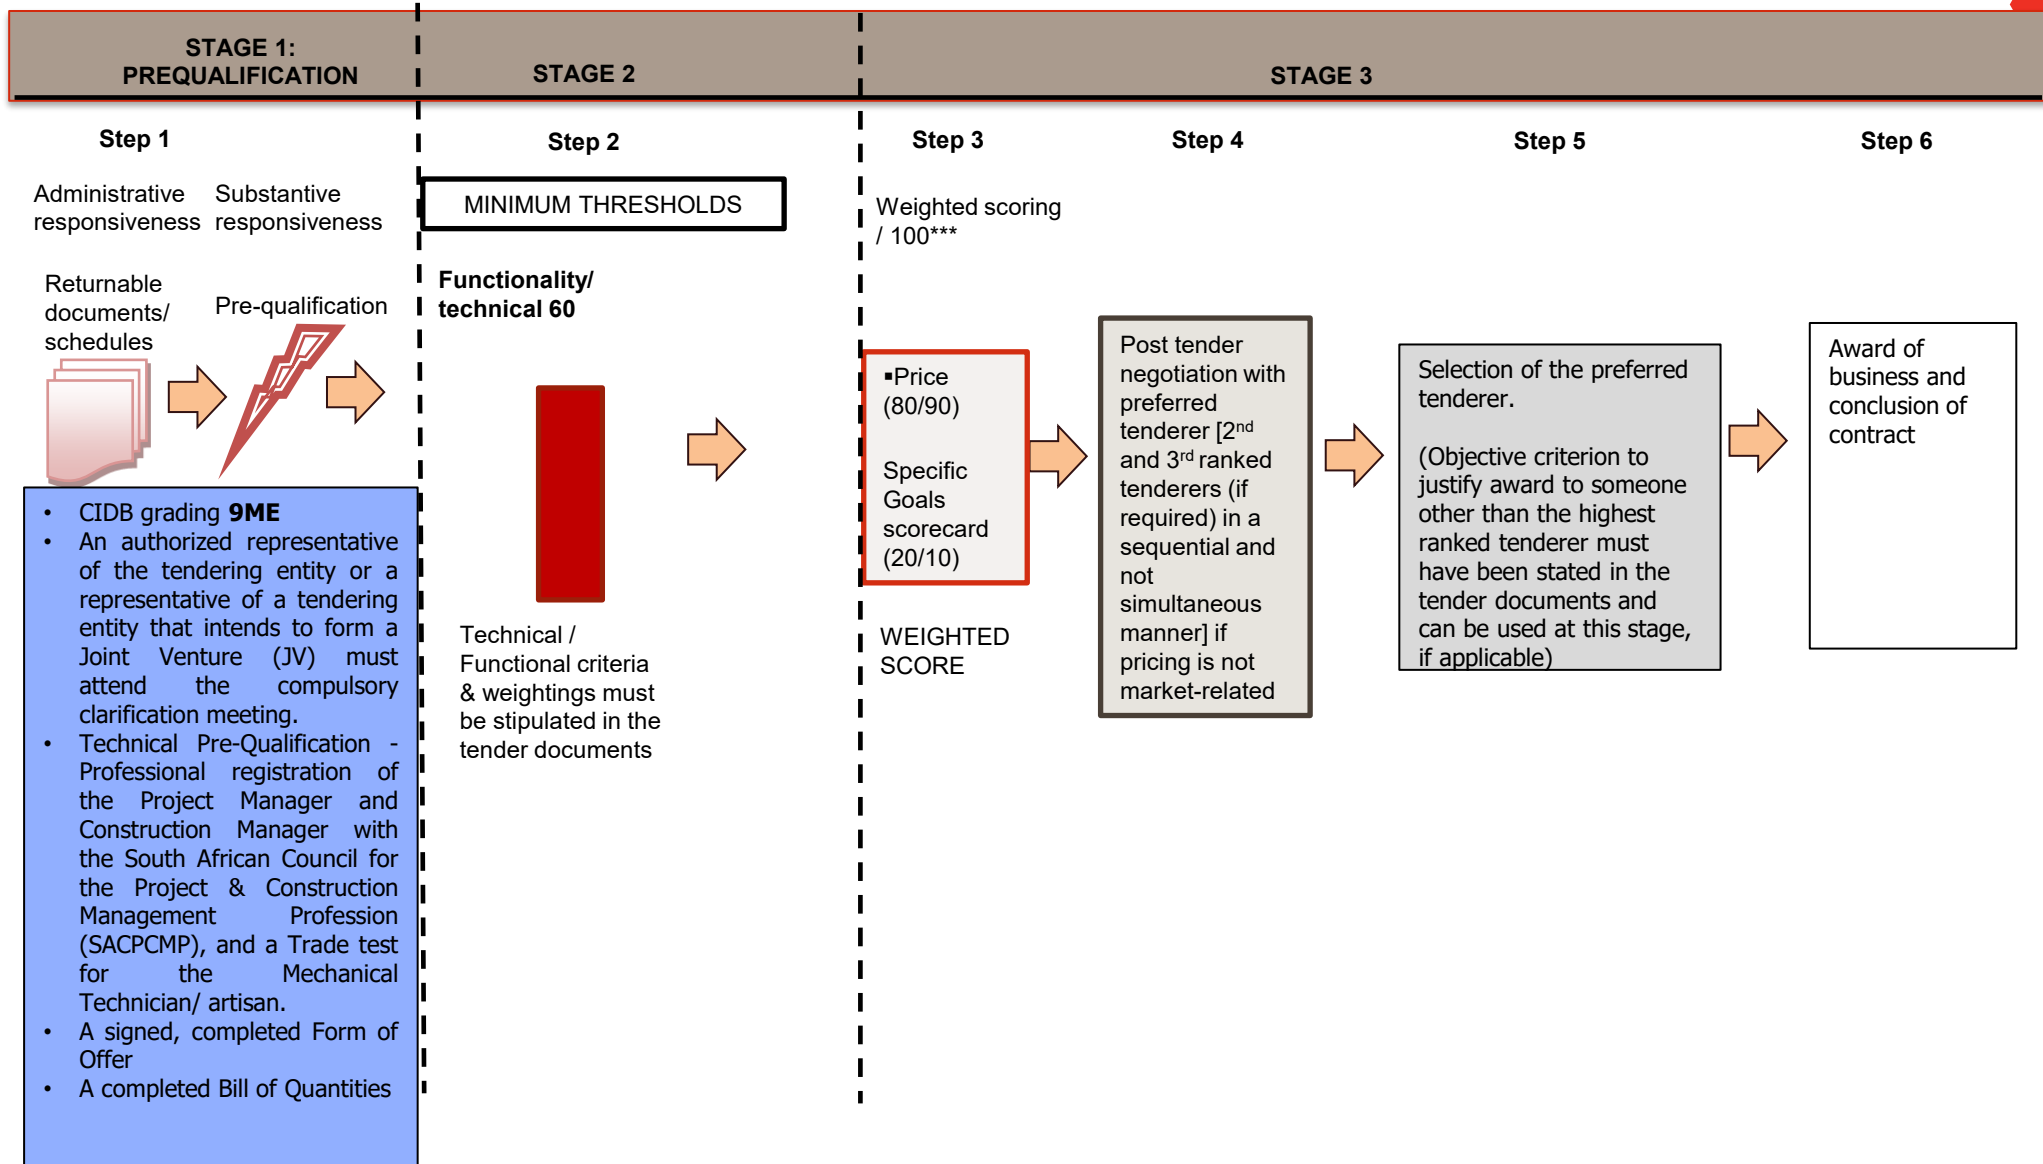 STAGE 1:
PREQUALIFICATION
STAGE 2
STAGE 3
Step 1
Step 2
Step 3
Step 4
Step 5
Step 6
Administrative
responsiveness
Substantive
responsiveness
MINIMUM THRESHOLDS
Weighted scoring
/ 100***
Returnable
documents/
schedules
Pre-qualification
Functionality/
technical 60
• CIDB grading 9ME
• An authorized representative
of the tendering entity or a
representative of a tendering
entity that intends to form a
Joint Venture (JV) must
attend the compulsory
clarification meeting.
• Technical Pre-Qualification -
Professional registration of
the Project Manager and
Construction Manager with
the South African Council for
the Project & Construction
Management Profession
(SACPCMP), and a Trade test
for the Mechanical
Technician/ artisan.
• A signed, completed Form of
Offer
• A completed Bill of Quantities
Technical /
Functional criteria
& weightings must
be stipulated in the
tender documents
▪Price
(80/90)
Specific
Goals
scorecard
(20/10)
WEIGHTED
SCORE
Post tender
negotiation with
preferred
tenderer [2nd
and 3rd ranked
tenderers (if
required) in a
sequential and
not
simultaneous
manner] if
pricing is not
market-related
Selection of the preferred
tenderer.
(Objective criterion to
justify award to someone
other than the highest
ranked tenderer must
have been stated in the
tender documents and
can be used at this stage,
if applicable)
Award of
business and
conclusion of
contract